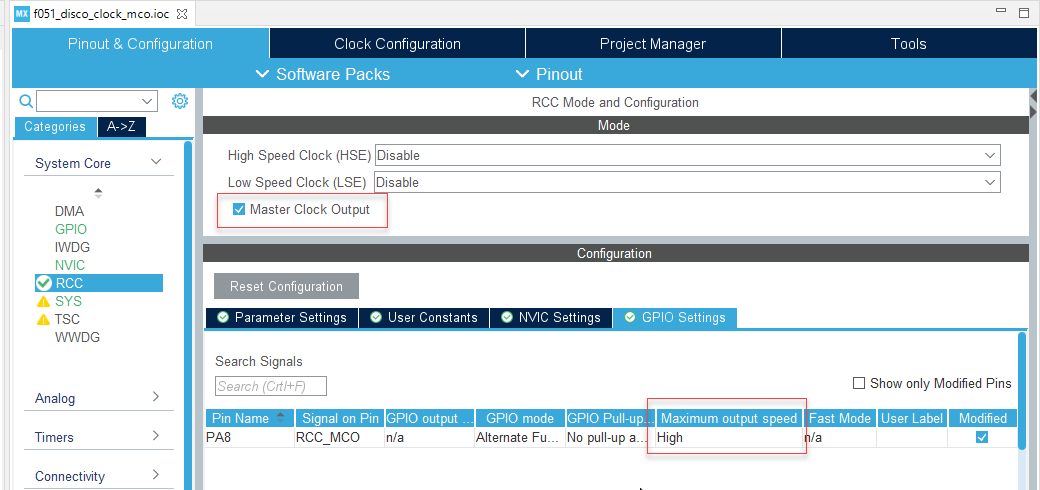 MX f051_disco_clock_mco.ioc
Pinout & Configuration Clock Configuration Project Manager Tools
Software Packs Pinout
RCC Mode and Configuration
Categories A->Z
Mode
System Core
High Speed Clock (HSE) Disable
Low Speed Clock (LSE) Disable
Master Clock Output
DMA
GPIO
IWDG
NVIC
RCC
SYS
TSC
WWDG
Analog
Timers
Connectivity
Configuration
Reset Configuration
Parameter Settings User Constants NVIC Settings GPIO Settings
Search Signals
Search (Crtl+F)
Show only Modified Pins
Pin Name Signal on Pin GPIO output ... GPIO mode GPIO Pull-up... Maximum output speed Fast Mode User Label Modified
PA8 RCC_MCO n/a Alternate Fu... No pull-up a... High n/a